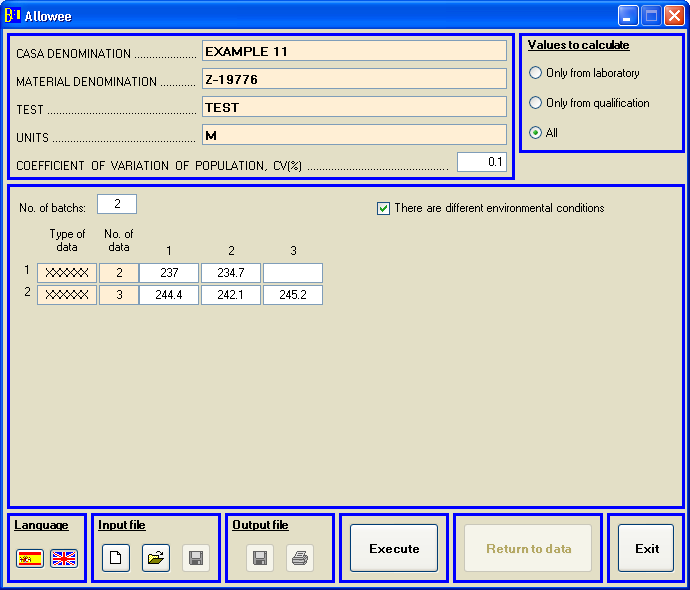 Allowee
CASA DENOMINATION ..................... EXAMPLE 11
MATERIAL DENOMINATION ............ Z-19776
TEST .................................................. TEST
UNITS ................................................ M
COEFFICIENT OF VARIATION OF POPULATION, CV(%) ............................................... 0.1
Values to calculate
Only from laboratory
Only from qualification
All
No. of batchs: 2
There are different environmental conditions
Type of data No. of data 1 2 3
1 XXXXXX 2 237 234.7
2 XXXXXX 3 244.4 242.1 245.2
Language
Input file
Output file
Execute
Return to data
Exit